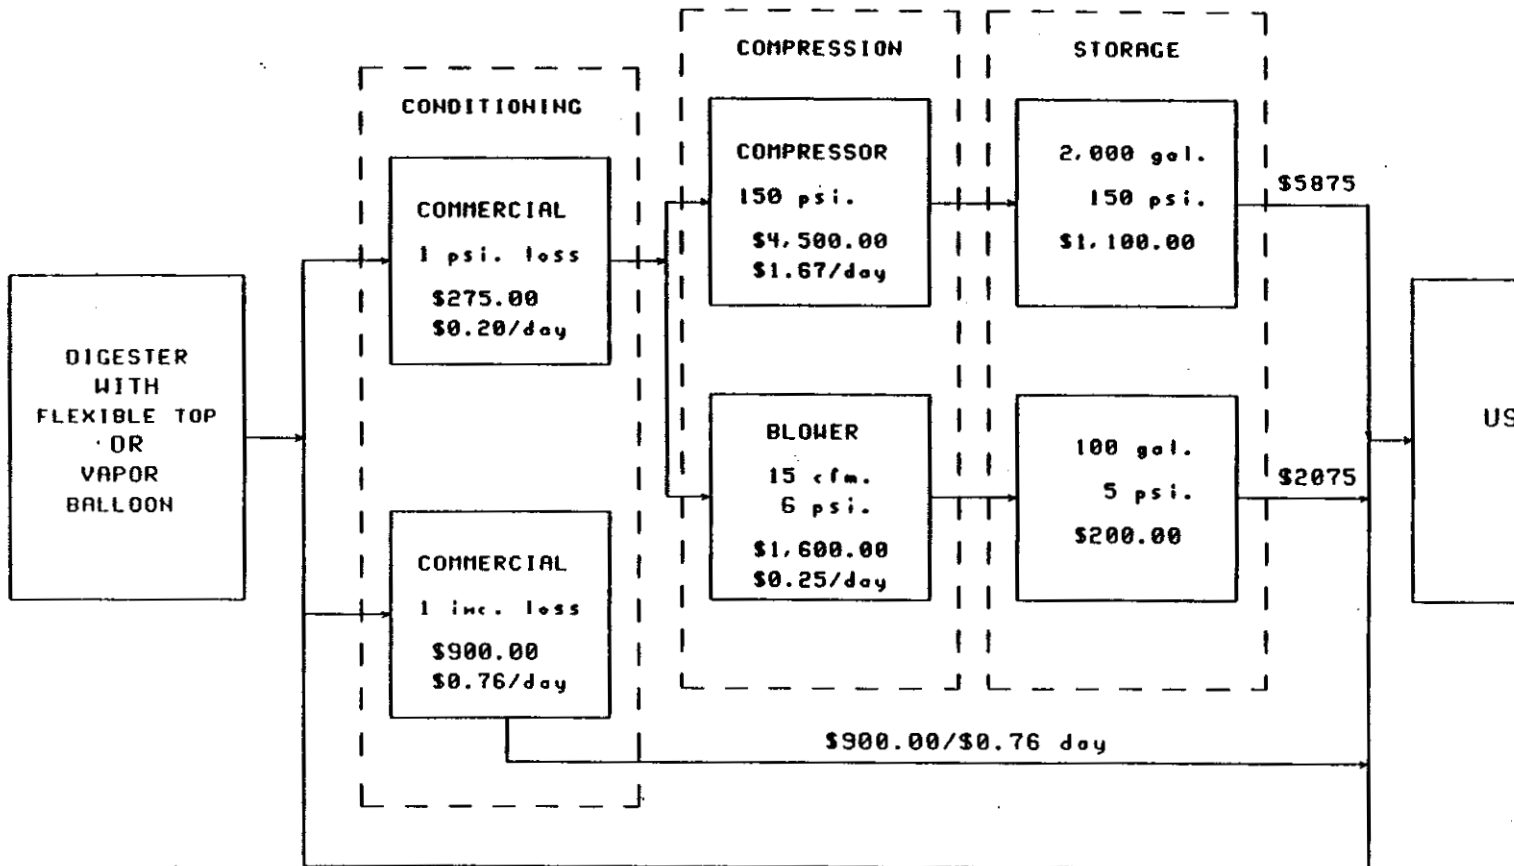 COMPRESSION
STORAGE
CONDITIONING
COMMERCIAL
1 psi. loss
$275.00
$0.20/day
COMPRESSOR
150 psi.
$4,500.00
$1.67/day
2,000 gal.
150 psi.
$1,100.00
$5875
DIGESTER
WITH
FLEXIBLE TOP
OR
VAPOR
BALLOON
COMMERCIAL
1 inc. loss
$900.00
$0.76/day
BLOWER
15 cfm.
6 psi.
$1,600.00
$0.25/day
100 gal.
5 psi.
$200.00
$2075
US
$900.00/$0.76 day